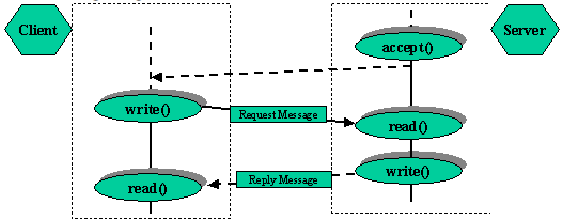 Client
Server
accept()
write()
Request Message
read()
write()
Reply Message
read()